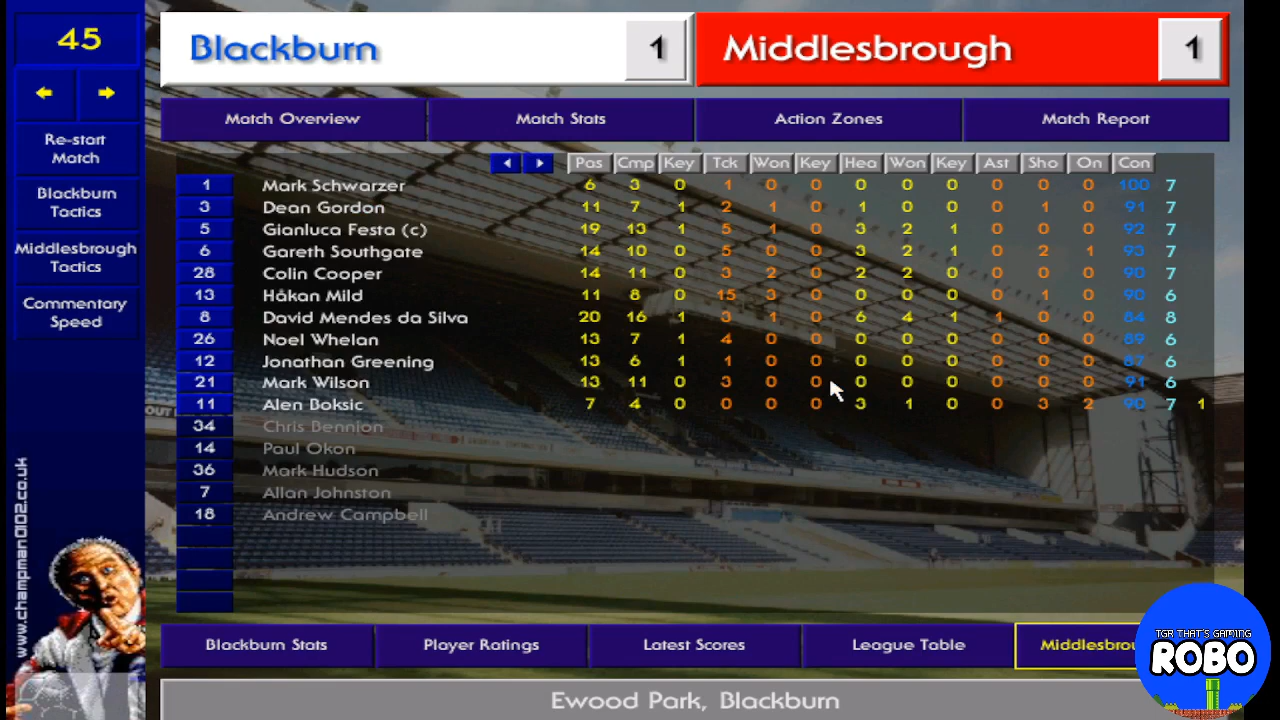 45
Blackburn 1 Middlesbrough 1
Match Overview Match Stats Action Zones Match Report
Re-start
Match
Blackburn
Tactics
Middlesbrough
Tactics
Commentary
Speed
Pas Cmp Key Tck Won Key Hea Won Key Ast Sho On Con
1 Mark Schwarzer 6 3 0 1 0 0 0 0 0 0 0 0 100 7
3 Dean Gordon 11 7 1 2 1 0 1 0 0 0 1 0 91 7
5 Gianluca Festa (c) 19 13 1 5 1 0 3 2 1 0 0 0 92 7
6 Gareth Southgate 14 10 0 5 0 0 3 2 1 0 2 1 93 7
28 Colin Cooper 14 11 0 3 2 0 2 2 0 0 0 0 90 7
13 Håkan Mild 11 8 0 15 3 0 0 0 0 0 1 0 90 6
8 David Mendes da Silva 20 16 1 3 1 0 6 4 1 1 0 0 84 8
26 Noel Whelan 13 7 1 4 0 0 0 0 0 0 0 0 89 6
12 Jonathan Greening 13 6 1 1 0 0 0 0 0 0 0 0 87 6
21 Mark Wilson 13 11 0 3 0 0 0 0 0 0 0 0 91 6
11 Alen Boksic 7 4 0 0 0 0 3 1 0 0 3 2 90 7 1
34 Chris Bennion
14 Paul Okon
36 Mark Hudson
7 Allan Johnston
18 Andrew Campbell
www.champman0102.co.uk
Blackburn Stats Player Ratings Latest Scores League Table Middlesbrou
Ewood Park, Blackburn
TGR THAT'S GAMING
ROBO